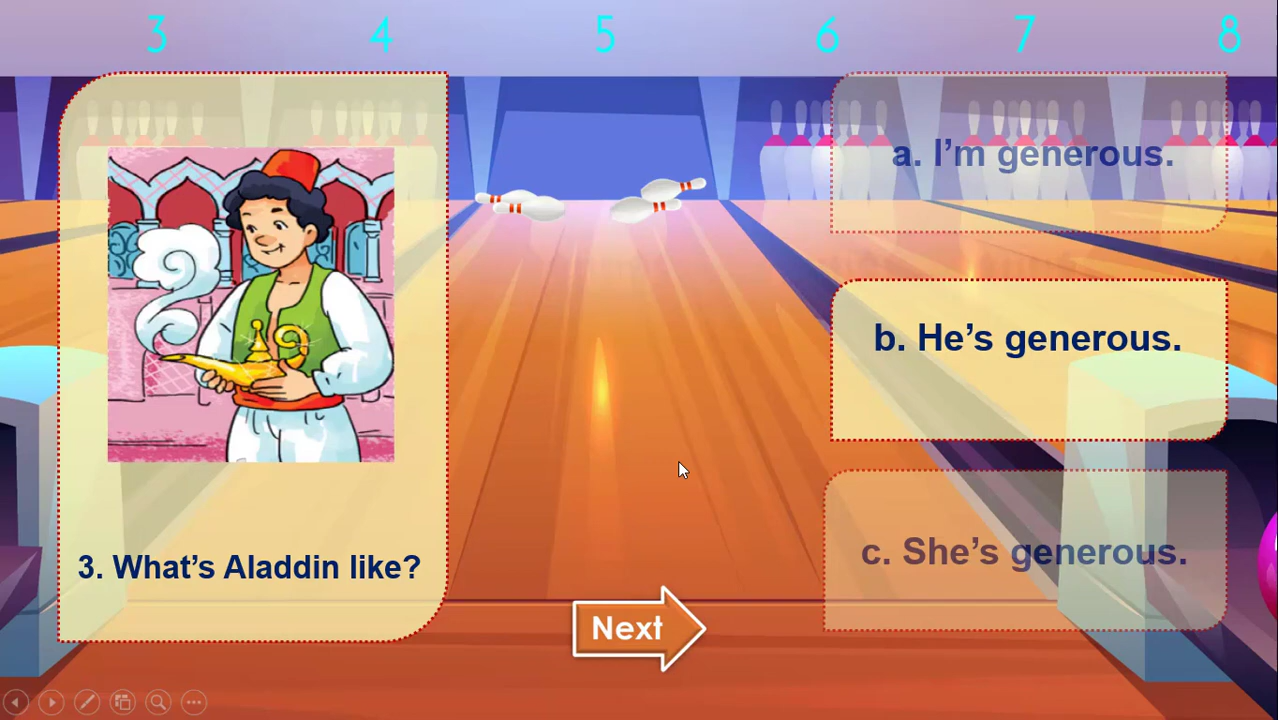 3 4 5 6 7 8
a. I'm generous.
b. He's generous.
c. She's generous.
3. What's Aladdin like?
Next